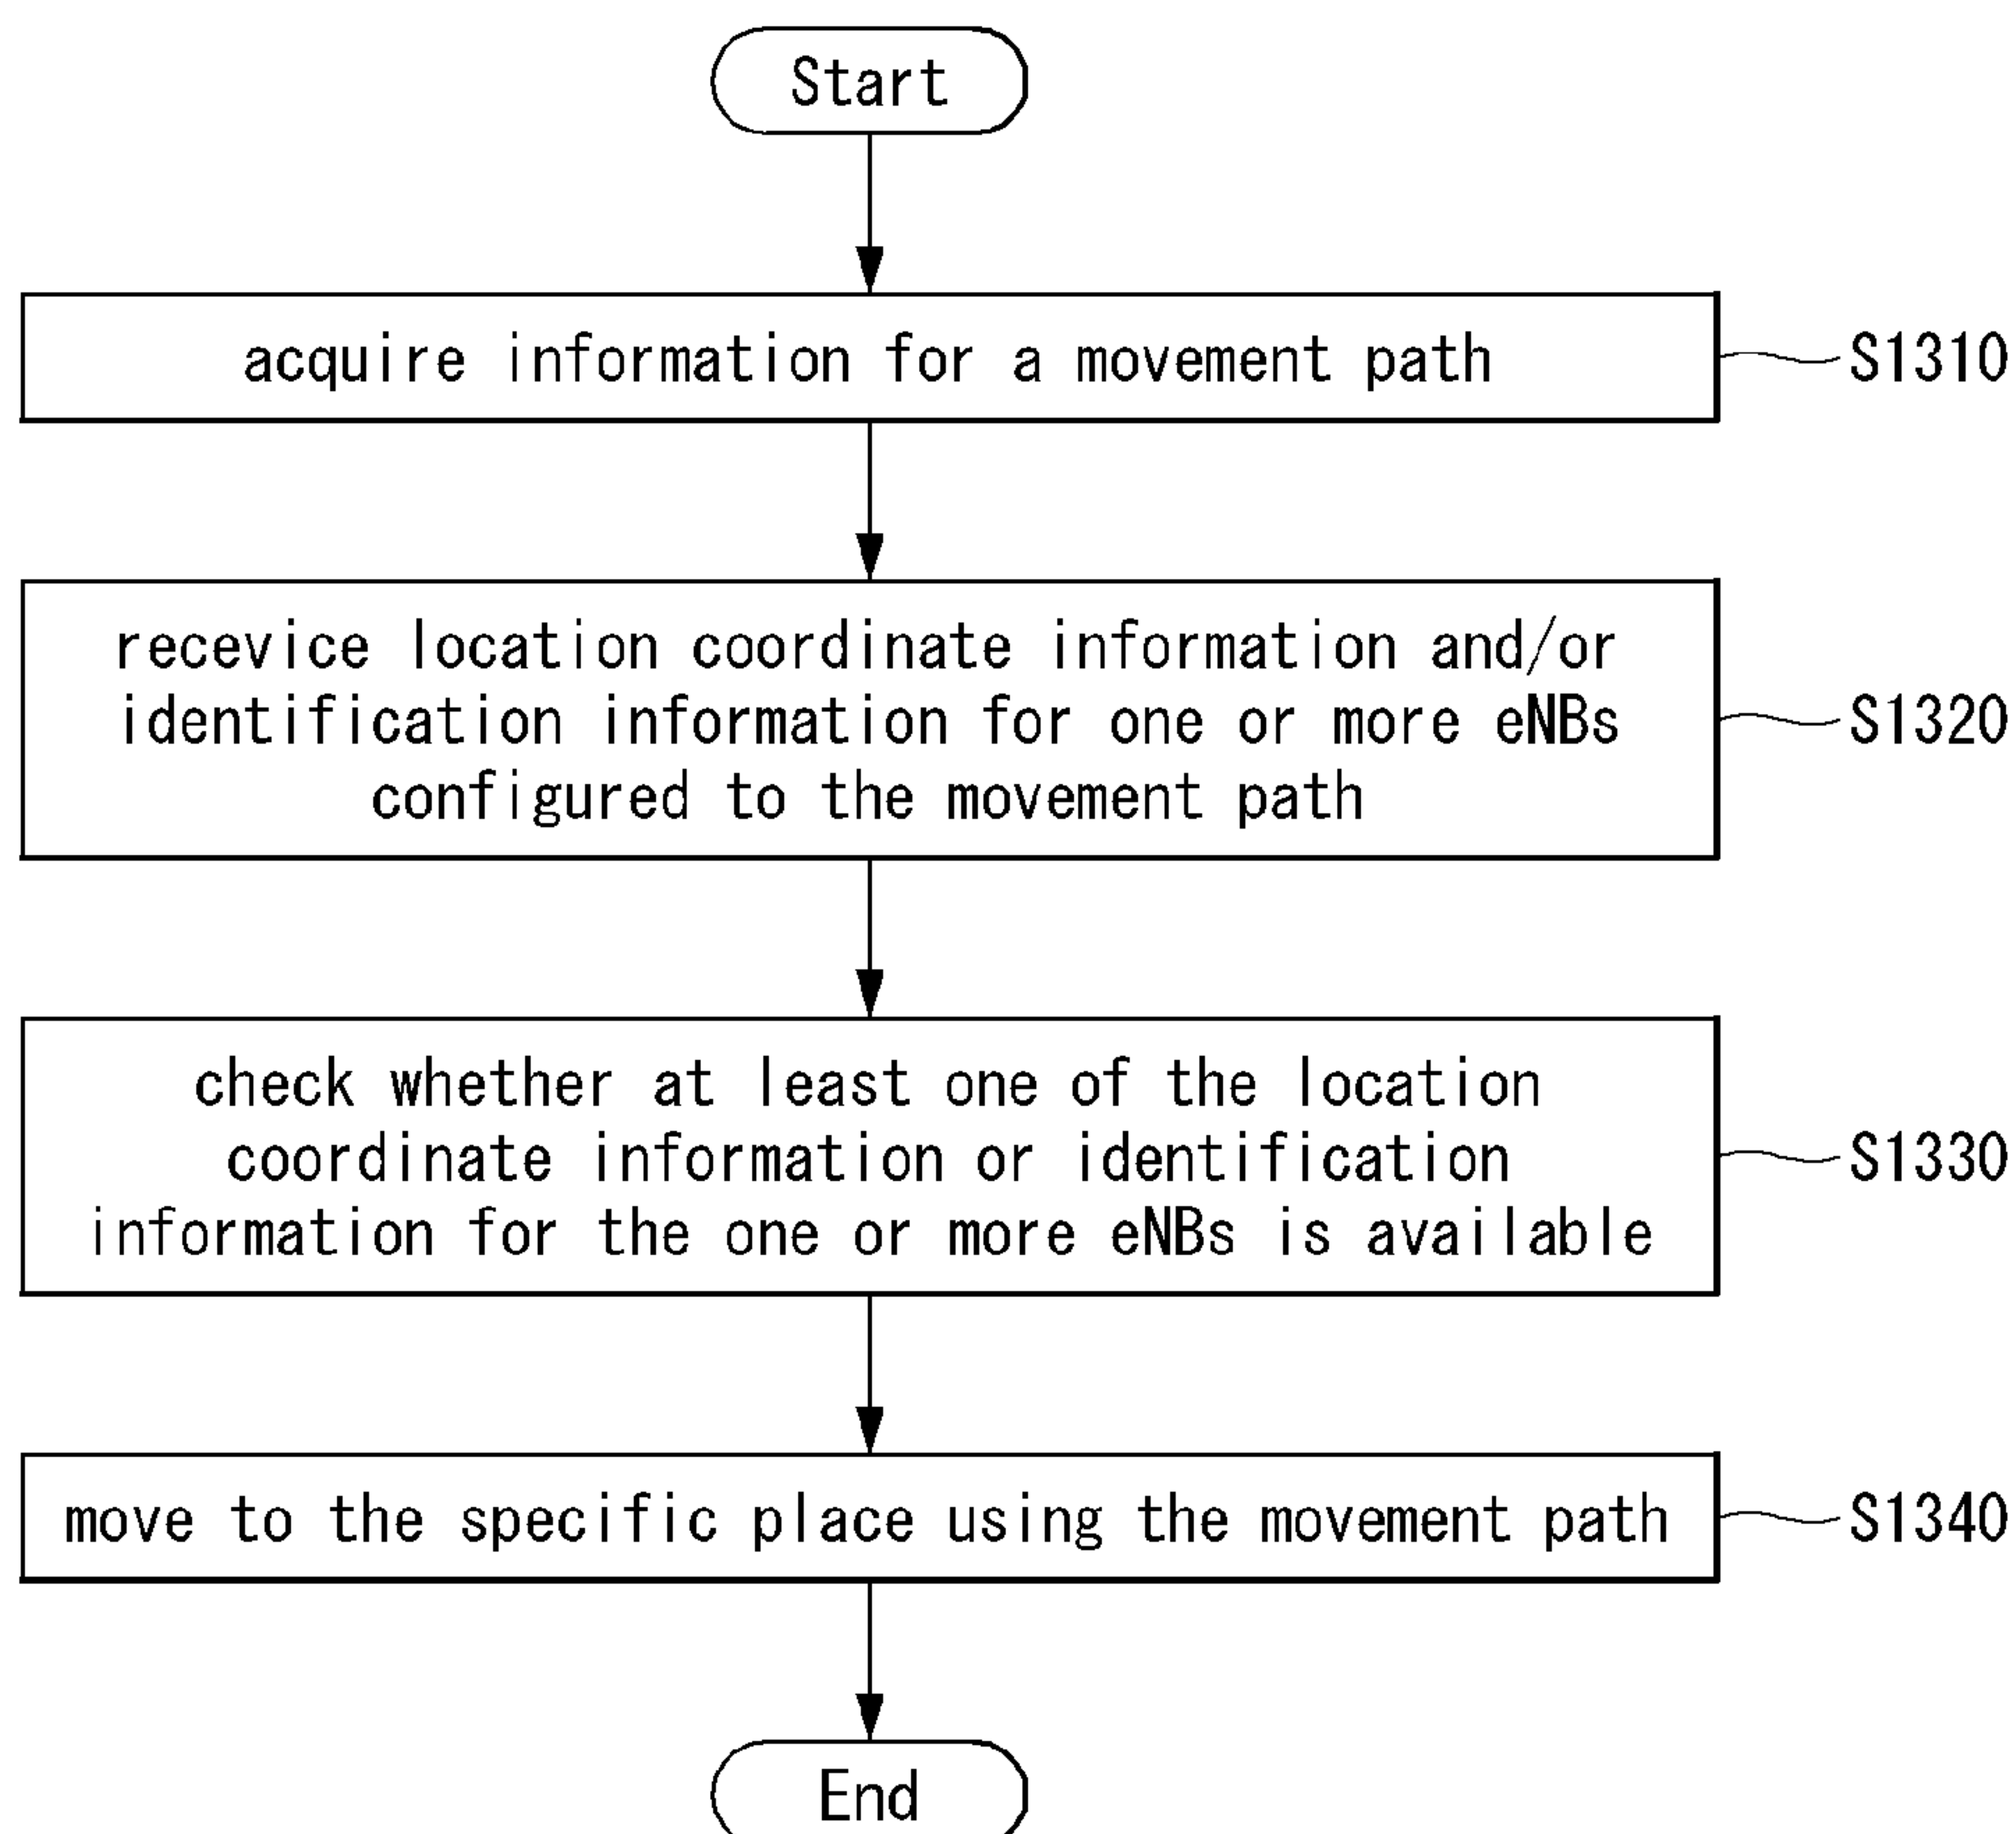 Start
acquire information for a movement path
S1310
recevice location coordinate information and/or
identification information for one or more eNBs
configured to the movement path
S1320
check whether at least one of the location
coordinate information or identification
information for the one or more eNBs is available
S1330
move to the specific place using the movement path
S1340
End